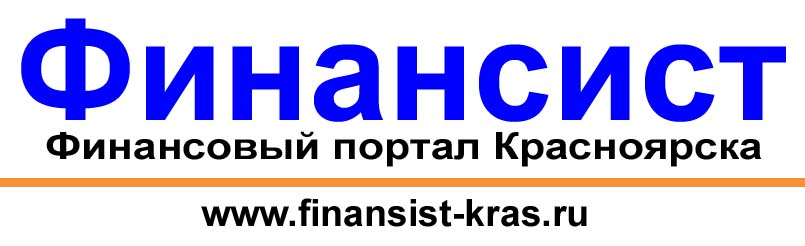 Финансист
Финансовый портал Красноярска
www.finansist-kras.ru